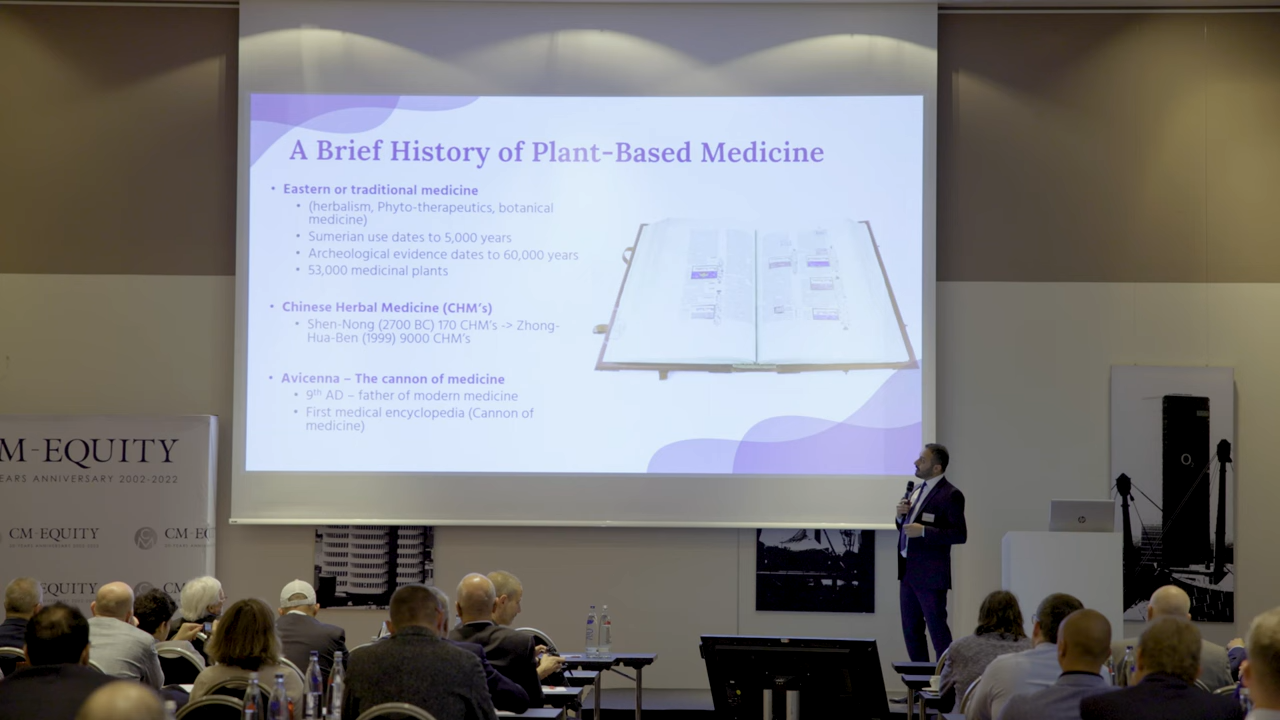 A Brief History of Plant-Based Medicine
• Eastern or traditional medicine
• (herbalism, Phyto-therapeutics, botanical
medicine)
• Sumerian use dates to 5,000 years
• Archeological evidence dates to 60,000 years
• 53,000 medicinal plants
• Chinese Herbal Medicine (CHM's)
• Shen-Nong (2700 BC) 170 CHM's -> Zhong-
Hua-Ben (1999) 9000 CHM's
• Avicenna – The cannon of medicine
• 9th AD – father of modern medicine
• First medical encyclopedia (Cannon of
medicine)
M-EQUITY
EARS ANNIVERSARY 2002-2022
CM-EQUITY
CM-EC
EQUITY
CM
O2
hp